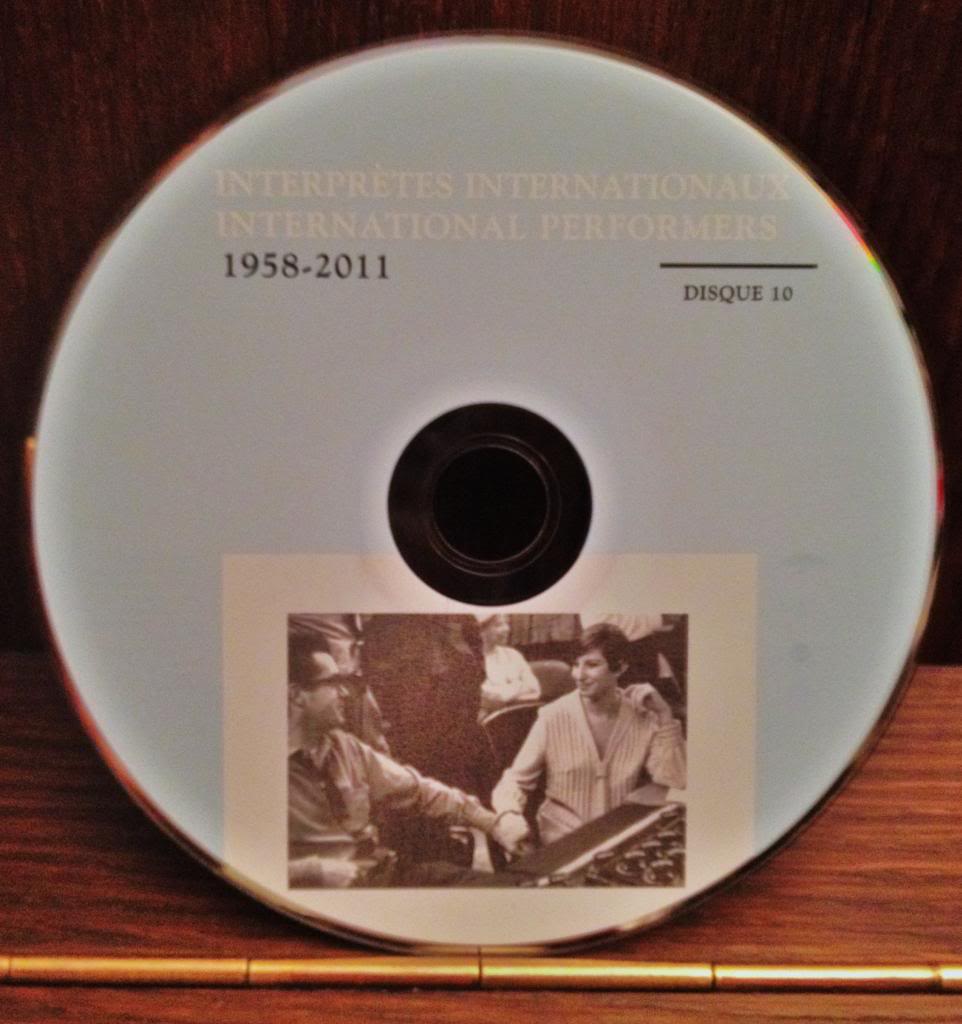 INTERPRÈTES INTERNATIONAUX
INTERNATIONAL PERFORMERS
1958-2011
DISQUE 10